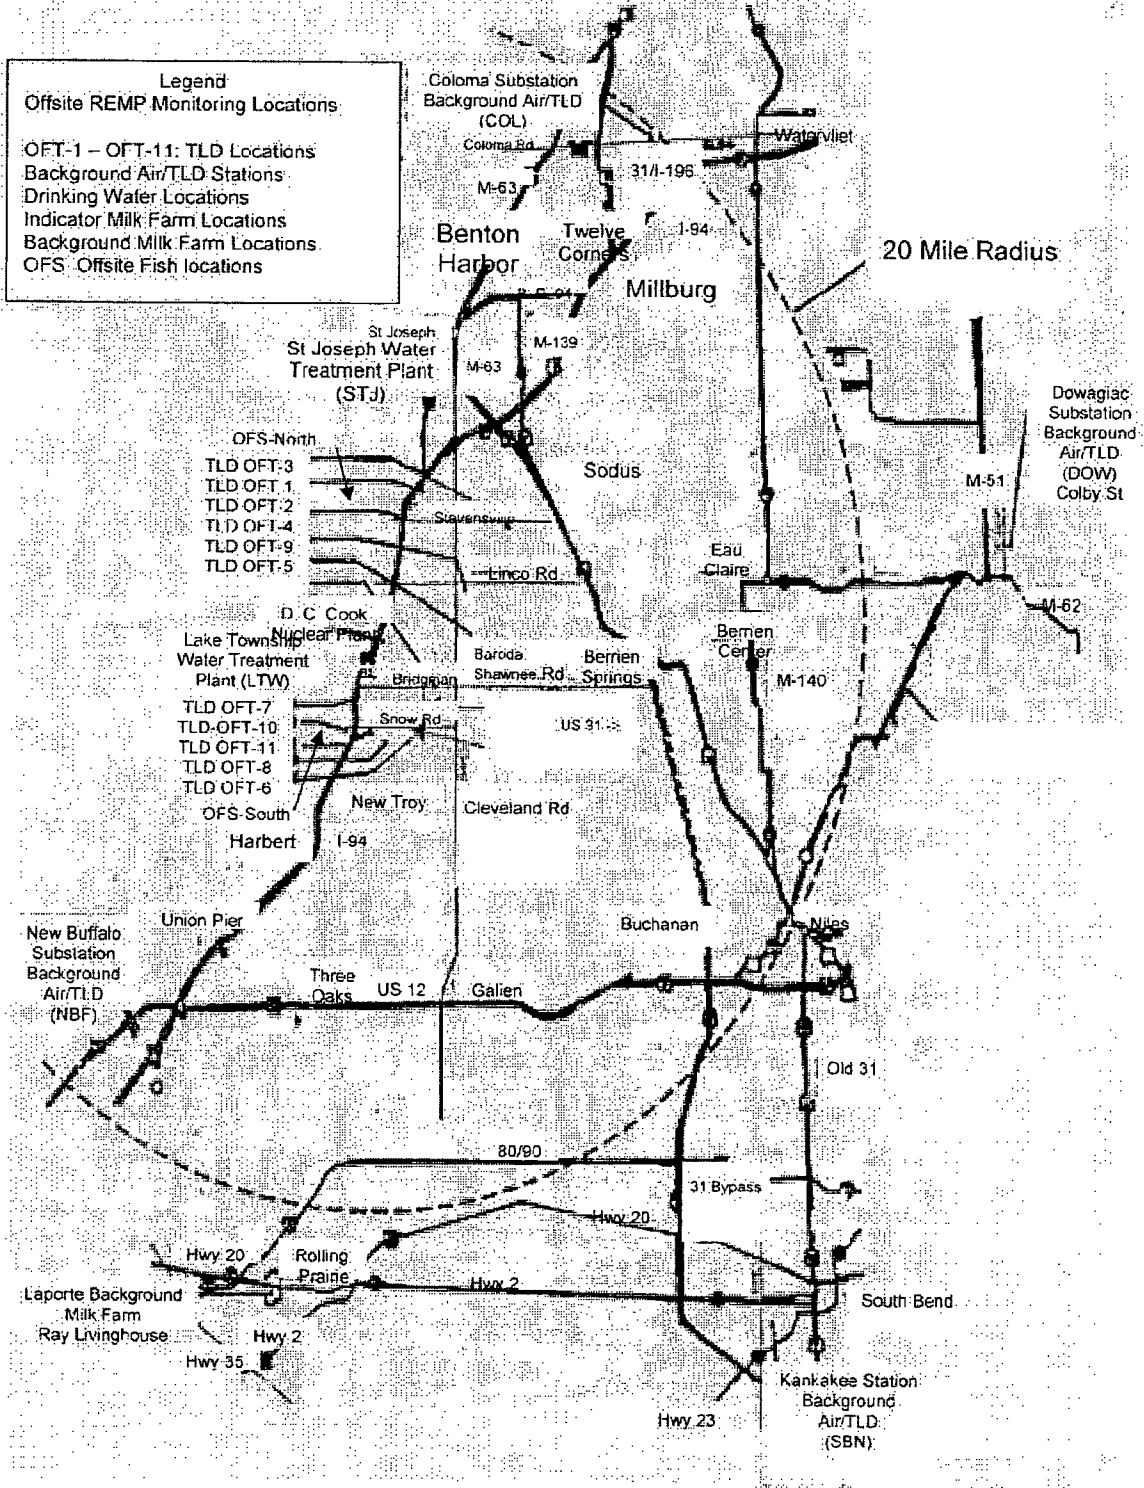 Legend
Offsite REMP Monitoring Locations
OFT-1 – OFT-11: TLD Locations
Background Air/TLD Stations
Drinking Water Locations
Indicator Milk Farm Locations
Background Milk Farm Locations
OFS Offsite Fish locations
Coloma Substation
Background Air/TLD
(COL)
Coloma Rd
Watervliet
31/I-196
M-63
Benton
Harbor
Twelve
Corners
I-94
Millburg
20 Mile Radius
St Joseph
St Joseph Water
Treatment Plant
(STJ)
M-139
M-63
Dowagiac
Substation
Background
Air/TLD
(DOW)
Colby St
M-51
OFS-North
TLD OFT-3
TLD OFT 1
TLD OFT-2
TLD OFT-4
TLD OFT-9
TLD OFT-5
Sodus
Stevensville
Linco Rd
Eau
Claire
M-62
D. C. Cook
Nuclear Plant
Lake Township
Water Treatment
Plant (LTW)
Baroda
Shawnee Rd
Bridgman
Berrien
Springs
Berrien
Center
M-140
TLD OFT-7
TLD-OFT-10
TLD OFT-11
TLD OFT-8
TLD OFT-6
OFS-South
Snow Rd
US 31 ->
New Troy
Cleveland Rd
Harbert
I-94
Union Pier
Buchanan
Niles
New Buffalo
Substation
Background
Air/TLD
(NBF)
Three
Oaks
US 12
Galien
Old 31
80/90
31 Bypass
Hwy 20
Hwy 20
Rolling
Praine
Hwy 2
South Bend
Laporte Background
Milk Farm
Ray Livinghouse
Hwy 2
Hwy 35
Hwy 23
Kankakee Station
Background
Air/TLD
(SBN)